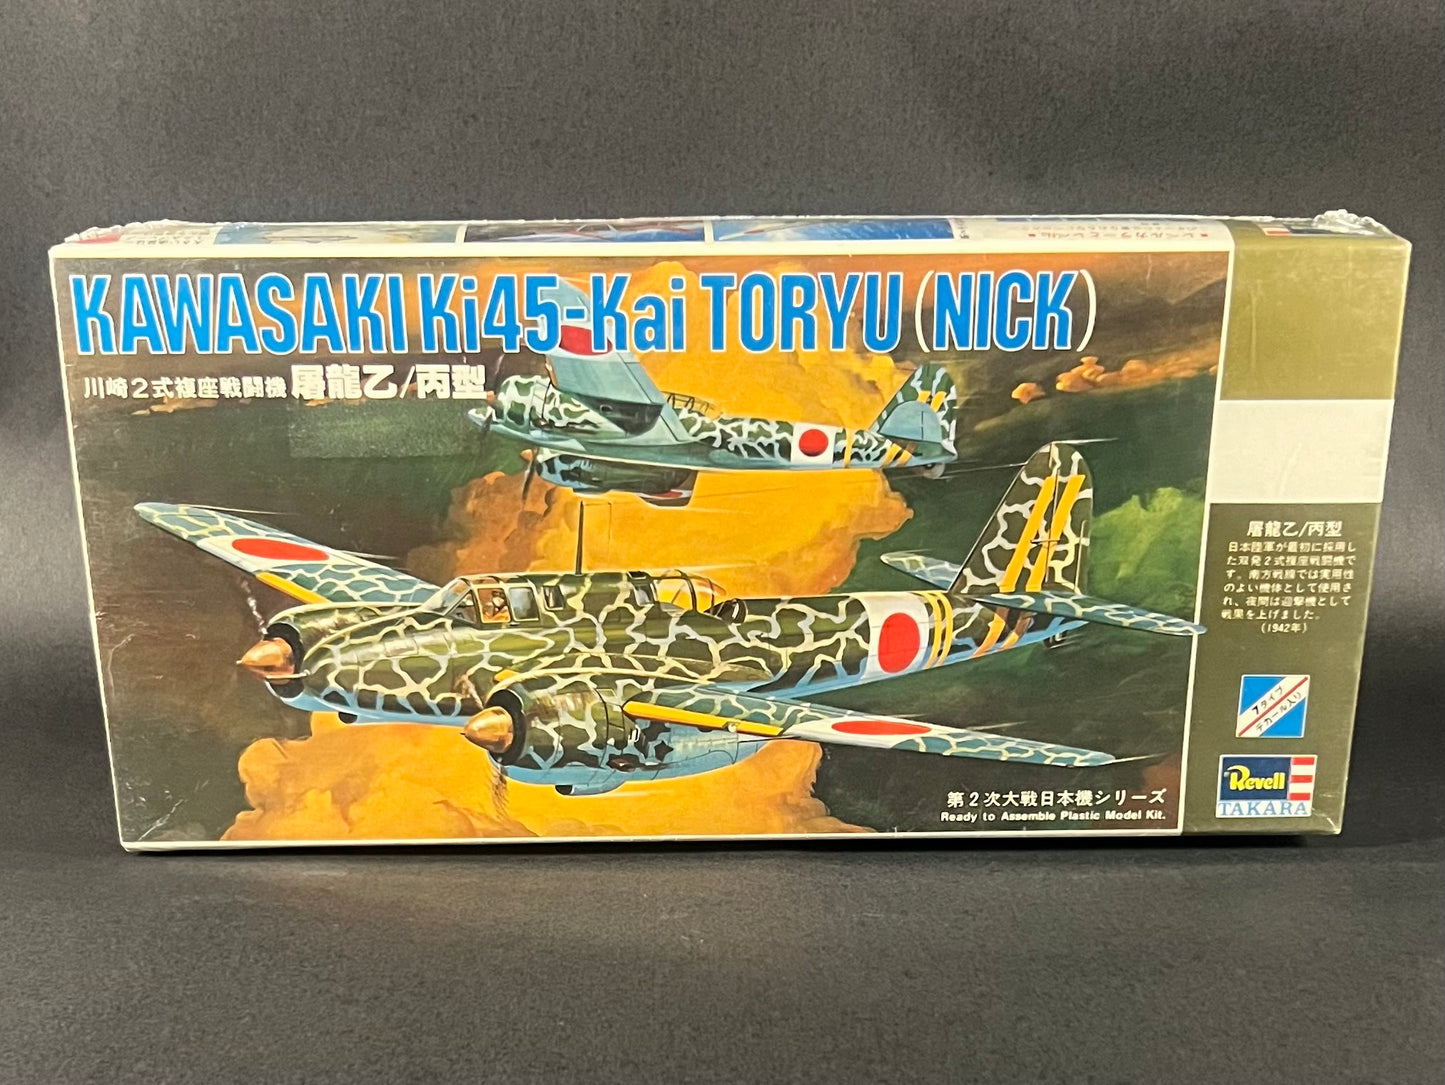 KAWASAKI Ki45-Kai TORYU (NICK)
川崎2式複座戦闘機 屠龍乙/丙型
屠龍乙/丙型
日本陸軍が最初に採用し
た双発2式複座戦闘機で
す。南方戦線では実用性
のよい機体として使用さ
れ、夜間は迎撃機として
戦果を上げました。
(1942年)
7タイプ
デカール入り
Revell
TAKARA
第2次大戦日本機シリーズ
Ready to Assemble Plastic Model Kit.